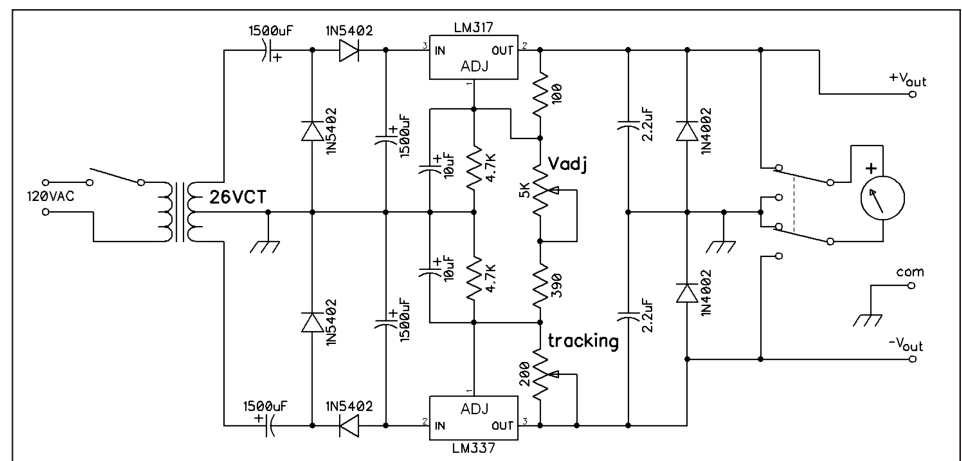 1500uF
+
1N5402
LM317
3
IN
OUT
2
ADJ
1
100
+Vout
1N5402
+
1500uF
+
10uF
4.7K
Vadj
5K
2.2uF
1N4002
+
120VAC
26VCT
1N5402
+
1500uF
+
10uF
4.7K
390
2.2uF
1N4002
com
tracking
200
-Vout
1500uF
+
1N5402
1
ADJ
2
IN
OUT
3
LM337